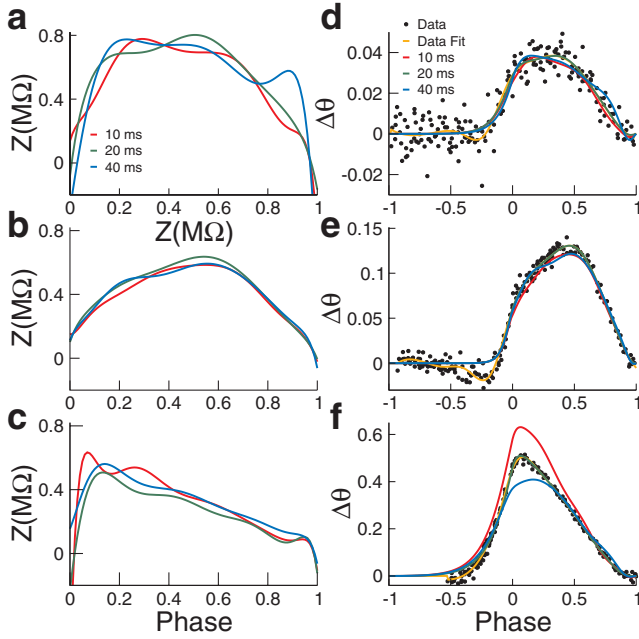 a
Z(MΩ)
0.8
0.4
0
10 ms
20 ms
40 ms
0 0.2 0.4 0.6 0.8 1
Phase
d
Δθ
0.04
0.02
0
-0.02
Data
Data Fit
10 ms
20 ms
40 ms
-1 -0.5 0 0.5 1
b
Z(MΩ)
Z(MΩ)
0.8
0.4
0
0 0.2 0.4 0.6 0.8 1
e
Δθ
0.15
0.10
0.05
0
-1 -0.5 0 0.5 1
c
Z(MΩ)
0.8
0.4
0
0 0.2 0.4 0.6 0.8 1
Phase
f
Δθ
0.6
0.4
0.2
0
-1 -0.5 0 0.5 1
Phase